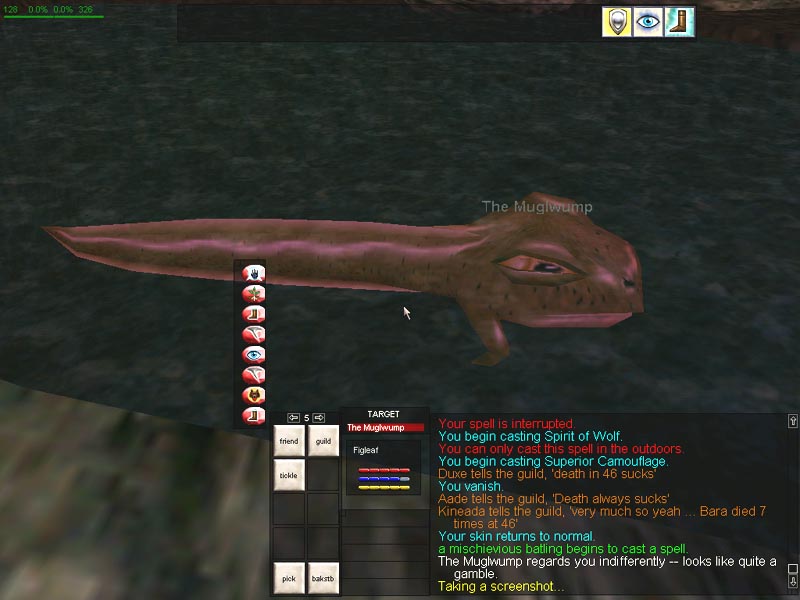 128 0.0% 0.0% 326
The Muglwump
5
friend guild
tickle
pick bakstb
TARGET
The Muglwump
Figleaf
Your spell is interrupted.
You begin casting Spirit of Wolf.
You can only cast this spell in the outdoors.
You begin casting Superior Camouflage.
Duxe tells the guild, 'death in 46 sucks'
You vanish.
Aade tells the guild, 'Death always sucks'
Kineada tells the guild, 'very much so yeah ... Bara died 7
times at 46'
Your skin returns to normal.
a mischievious batling begins to cast a spell.
The Muglwump regards you indifferently -- looks like quite a
gamble.
Taking a screenshot...